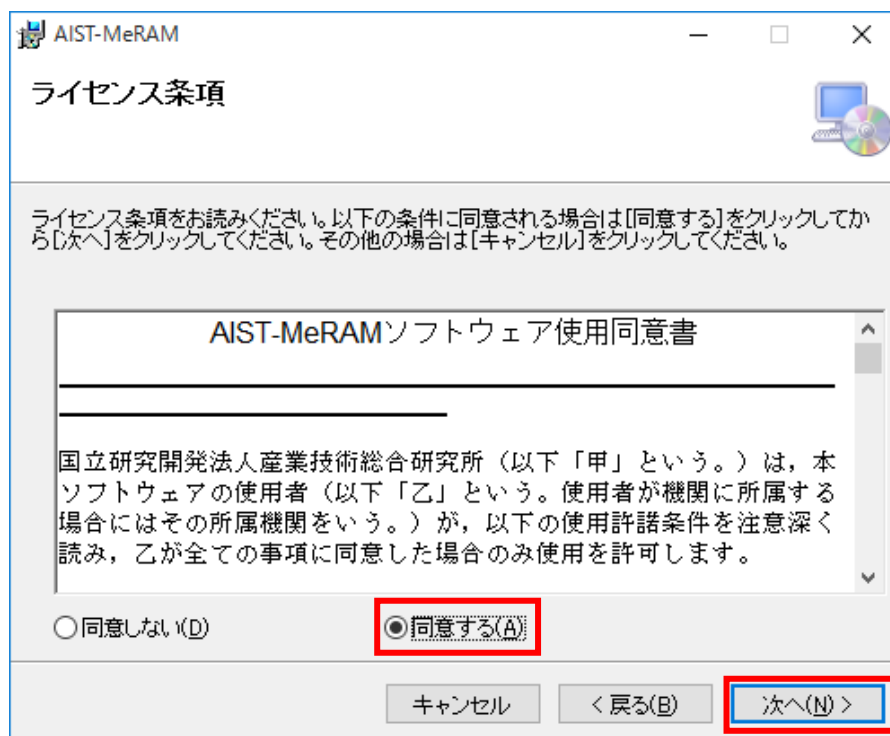 AIST-MeRAM
ライセンス条項
ライセンス条項をお読みください。以下の条件に同意される場合は[同意する]をクリックしてか
ら[次へ]をクリックしてください。その他の場合は[キャンセル]をクリックしてください。
AIST-MeRAMソフトウェア使用同意書
国立研究開発法人産業技術総合研究所（以下「甲」という。）は，本
ソフトウェアの使用者（以下「乙」という。使用者が機関に所属する
場合にはその所属機関をいう。）が，以下の使用許諾条件を注意深く
読み，乙が全ての事項に同意した場合のみ使用を許可します。
同意しない(D) 同意する(A)
キャンセル < 戻る(B) 次へ(N) >